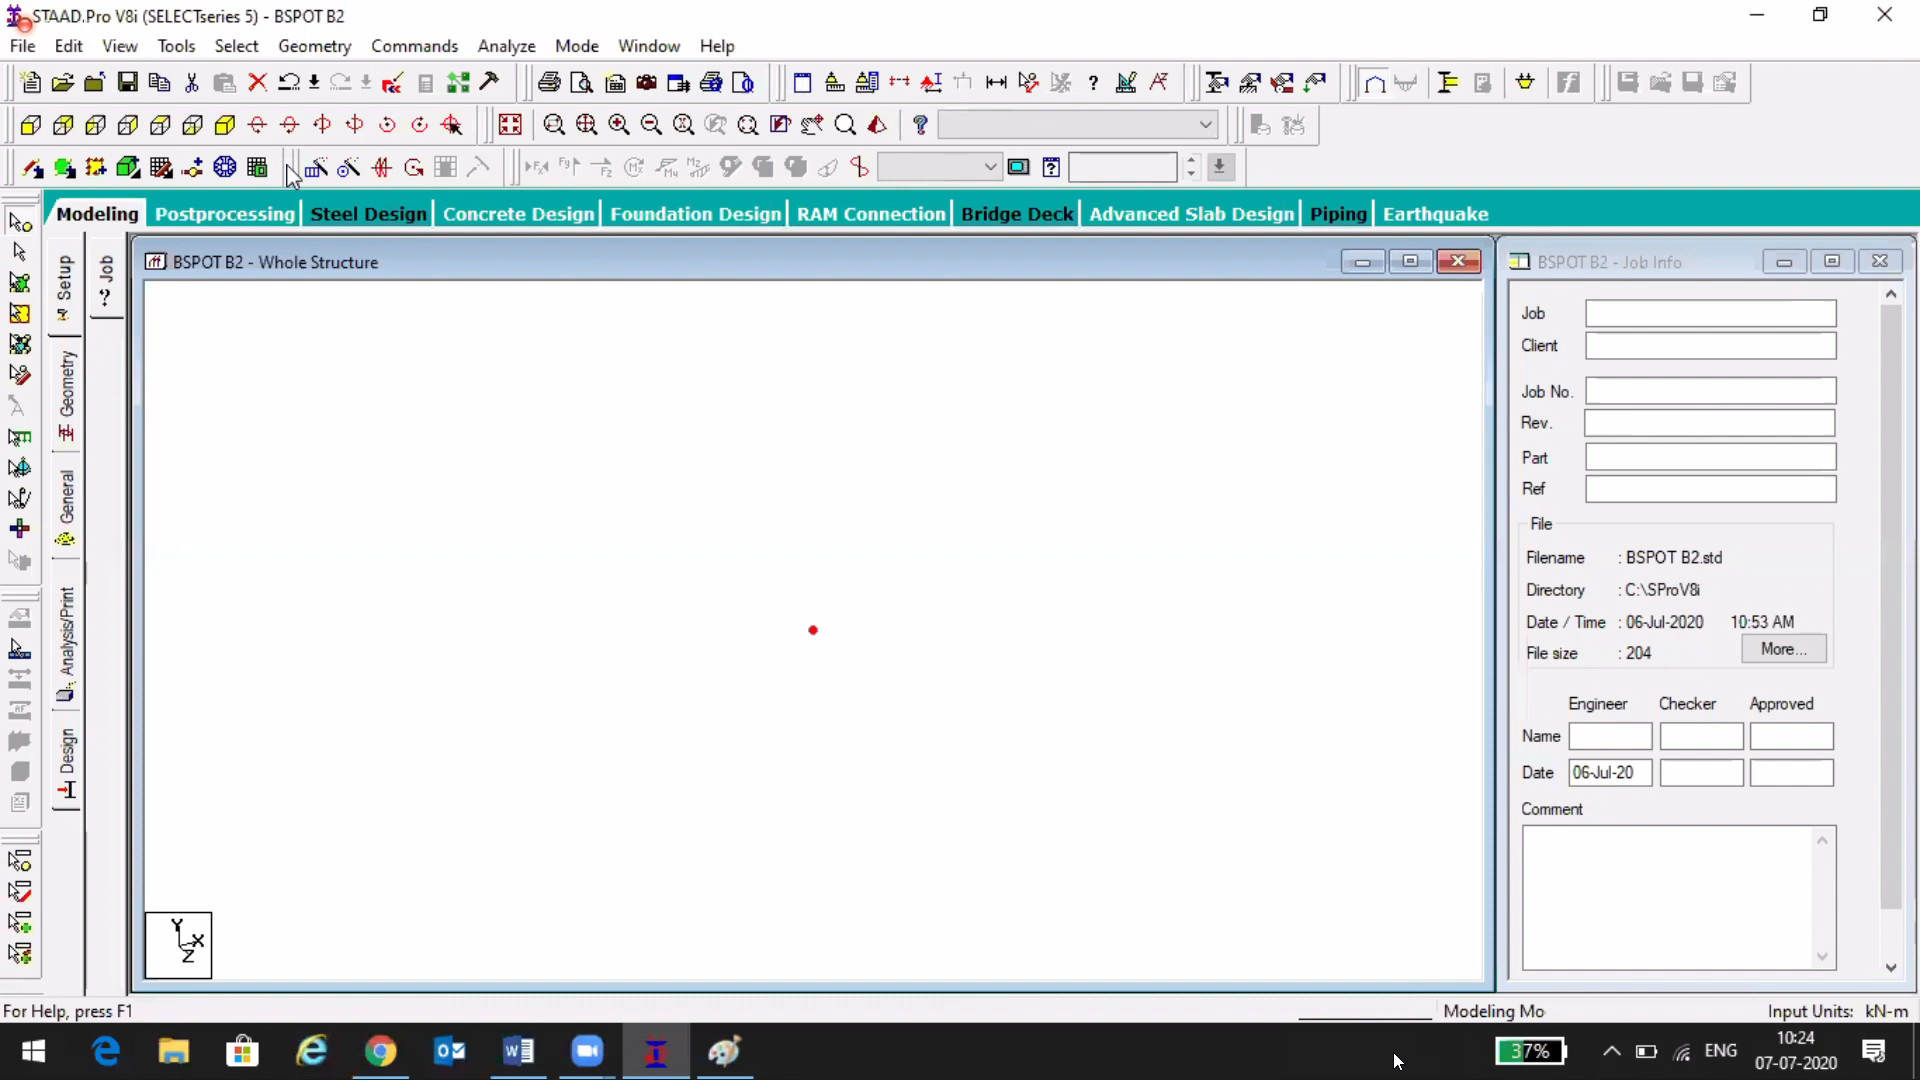 STAAD.Pro V8i (SELECTseries 5) - BSPOT B2
File Edit View Tools Select Geometry Commands Analyze Mode Window Help
Modeling Postprocessing Steel Design Concrete Design Foundation Design RAM Connection Bridge Deck Advanced Slab Design Piping Earthquake
Setup
Geometry
General
Analysis/Print
Design
Job
BSPOT B2 - Whole Structure
Y
X
Z
BSPOT B2 - Job Info
Job
Client
Job No.
Rev.
Part
Ref
File
Filename : BSPOT B2.std
Directory : C:\SProV8i
Date / Time : 06-Jul-2020 10:53 AM
File size : 204 More...
Engineer Checker Approved
Name
Date 06-Jul-20
Comment
For Help, press F1
Modeling Mo
Input Units: kN-m
37%
ENG
10:24
07-07-2020